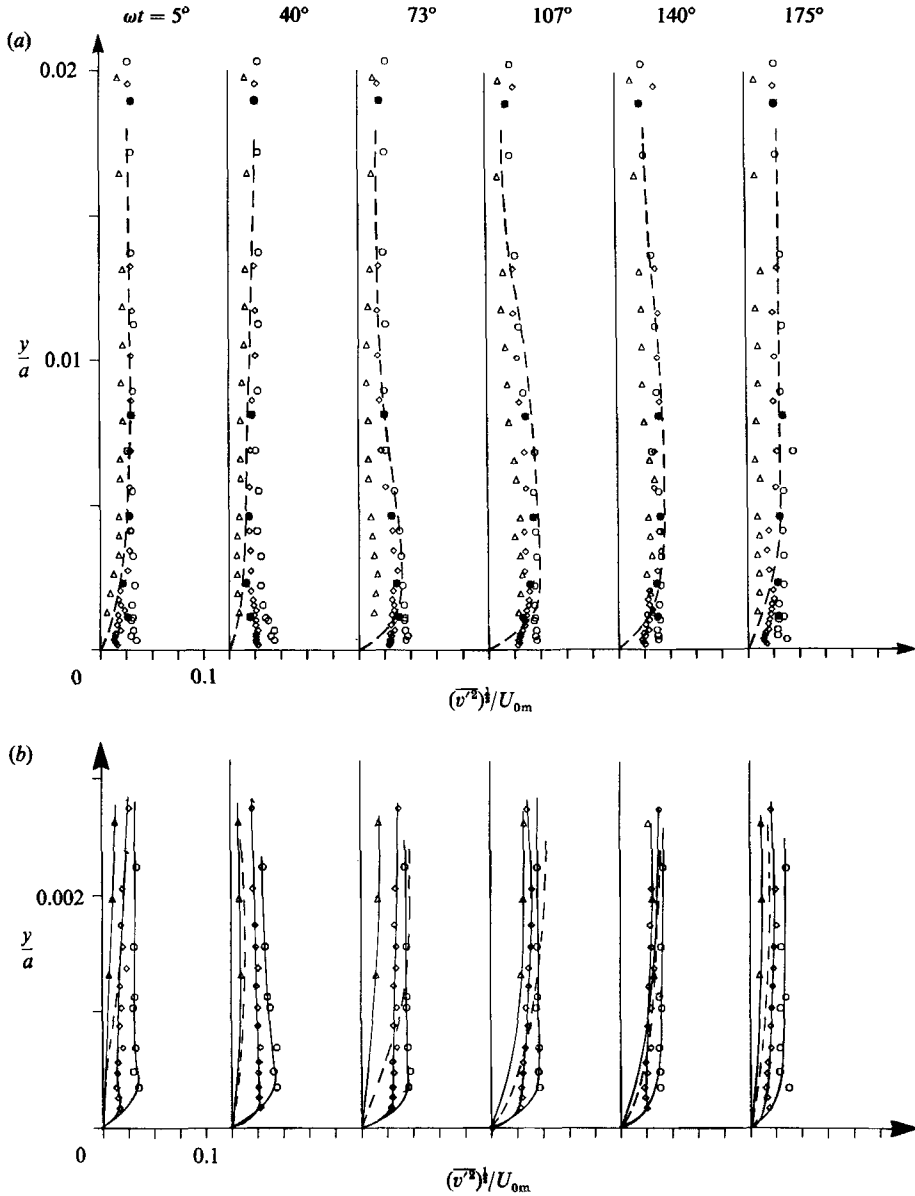 ωt = 5° 40° 73° 107° 140° 175°
(a)
0.02
y/a
0.01
0 0.1
(v′²)^½/U₀ₘ
(b)
0.002
y/a
0 0.1
(v′²)^½/U₀ₘ